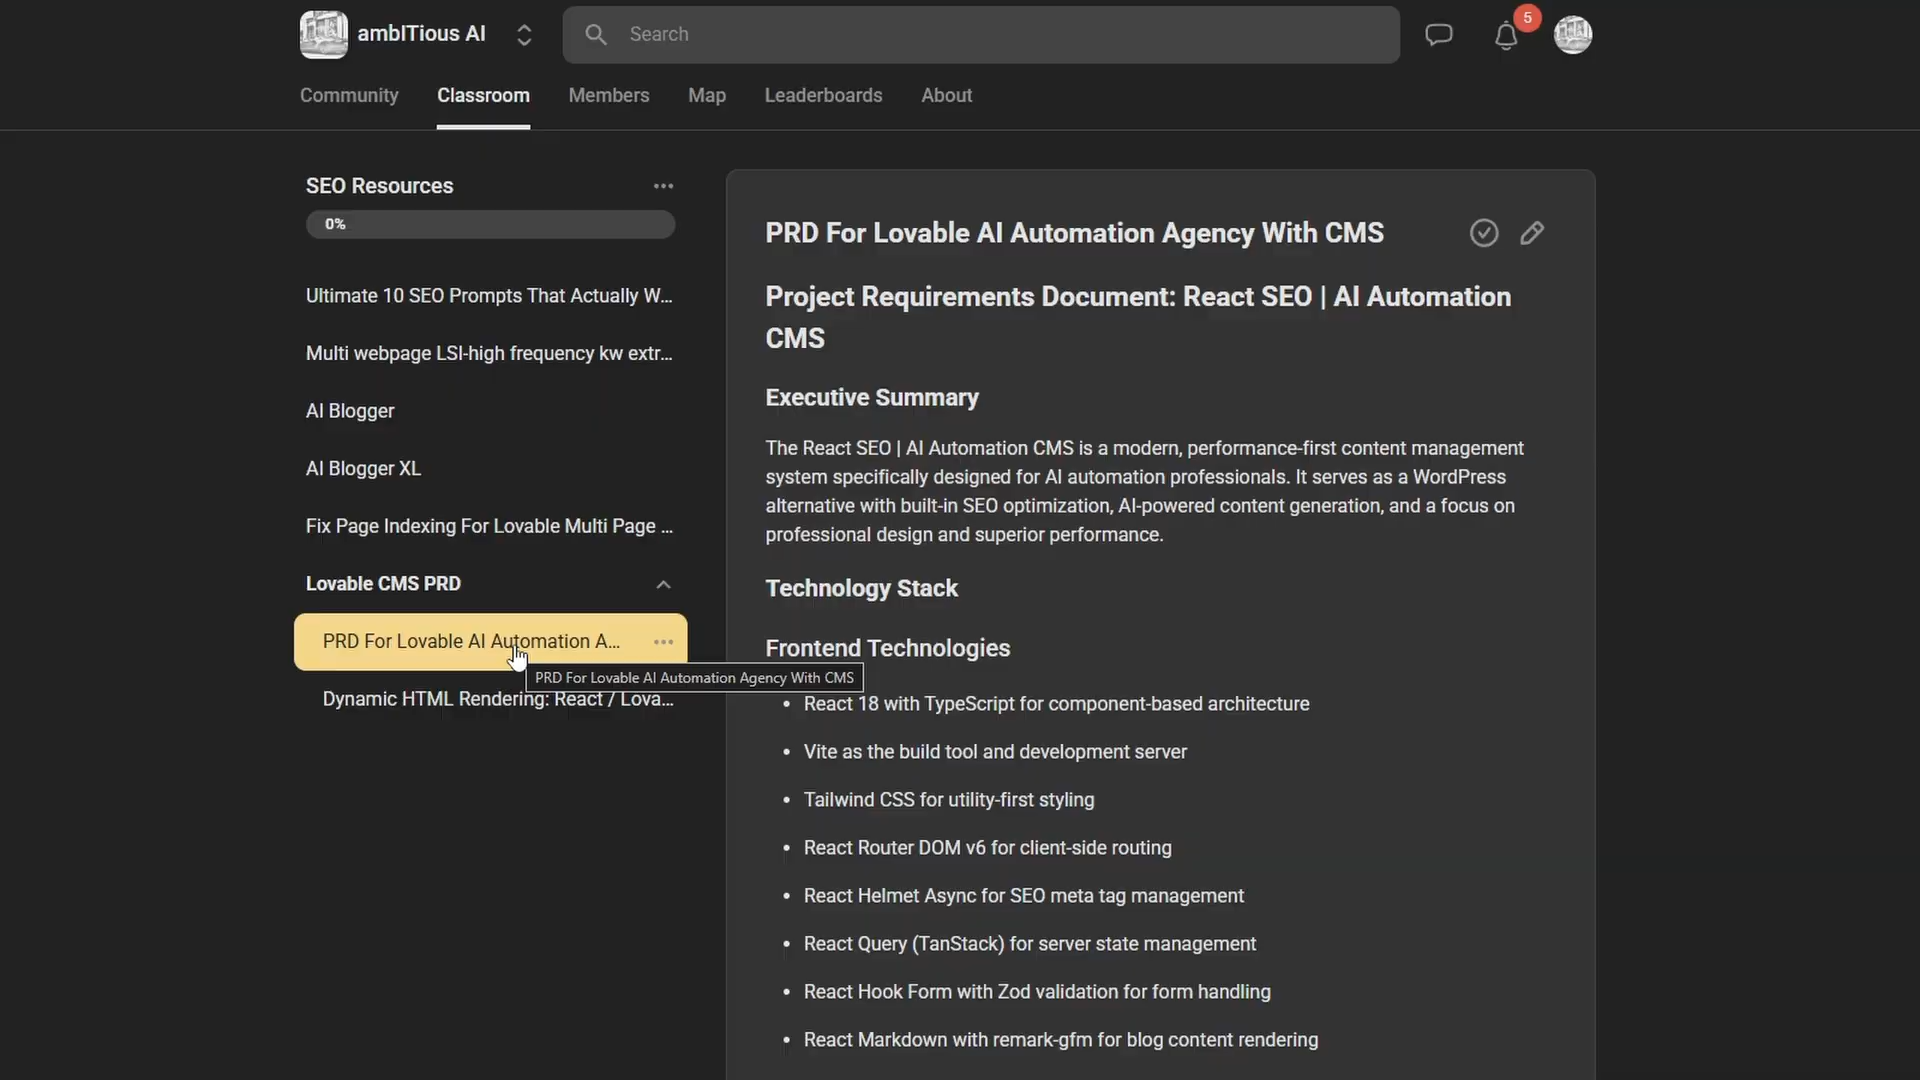 ambITious AI
Search
5
Community
Classroom
Members
Map
Leaderboards
About
SEO Resources
0%
Ultimate 10 SEO Prompts That Actually W...
Multi webpage LSI-high frequency kw extr...
AI Blogger
AI Blogger XL
Fix Page Indexing For Lovable Multi Page ...
Lovable CMS PRD
PRD For Lovable AI Automation A...
PRD For Lovable AI Automation Agency With CMS
Dynamic HTML Rendering: React / Lova...
PRD For Lovable AI Automation Agency With CMS
Project Requirements Document: React SEO | AI Automation
CMS
Executive Summary
The React SEO | AI Automation CMS is a modern, performance-first content management
system specifically designed for AI automation professionals. It serves as a WordPress
alternative with built-in SEO optimization, AI-powered content generation, and a focus on
professional design and superior performance.
Technology Stack
Frontend Technologies
• React 18 with TypeScript for component-based architecture
• Vite as the build tool and development server
• Tailwind CSS for utility-first styling
• React Router DOM v6 for client-side routing
• React Helmet Async for SEO meta tag management
• React Query (TanStack) for server state management
• React Hook Form with Zod validation for form handling
• React Markdown with remark-gfm for blog content rendering